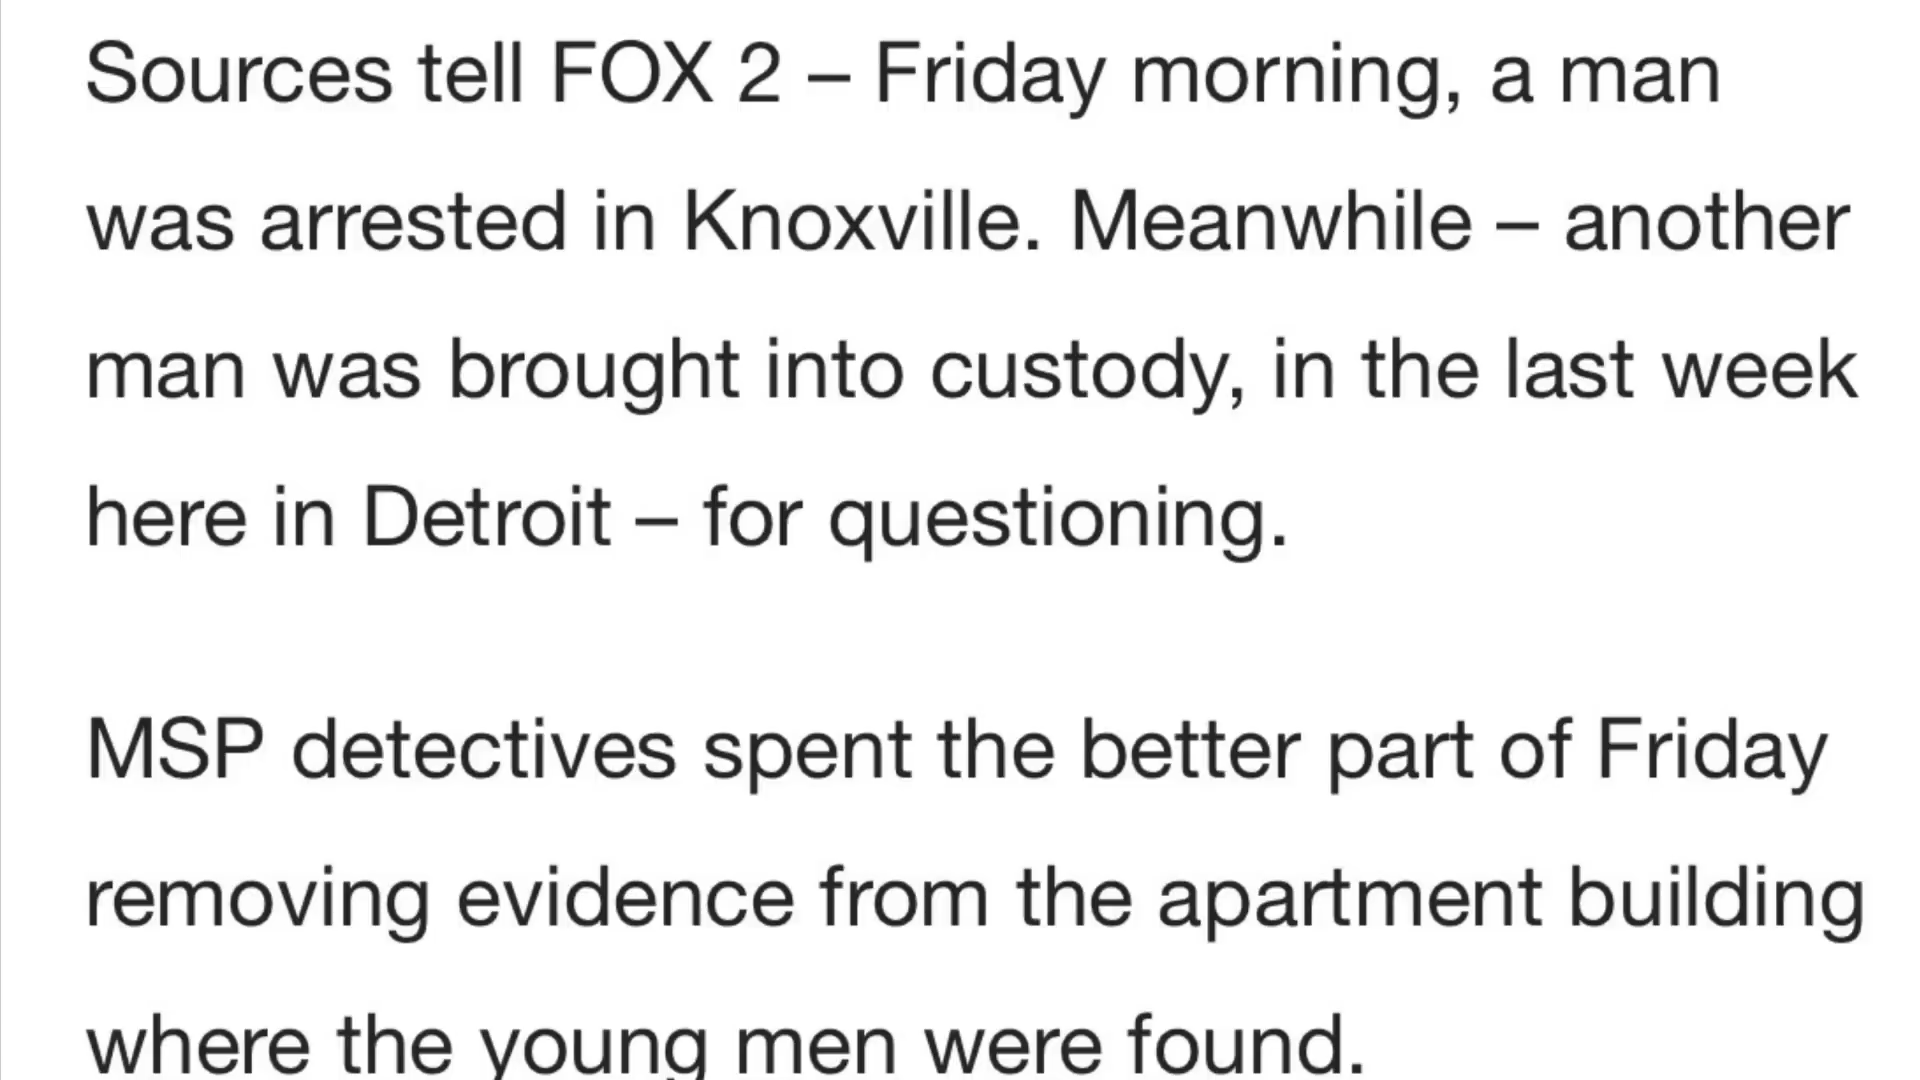 Sources tell FOX 2 – Friday morning, a man
was arrested in Knoxville. Meanwhile – another
man was brought into custody, in the last week
here in Detroit – for questioning.
MSP detectives spent the better part of Friday
removing evidence from the apartment building
where the young men were found.